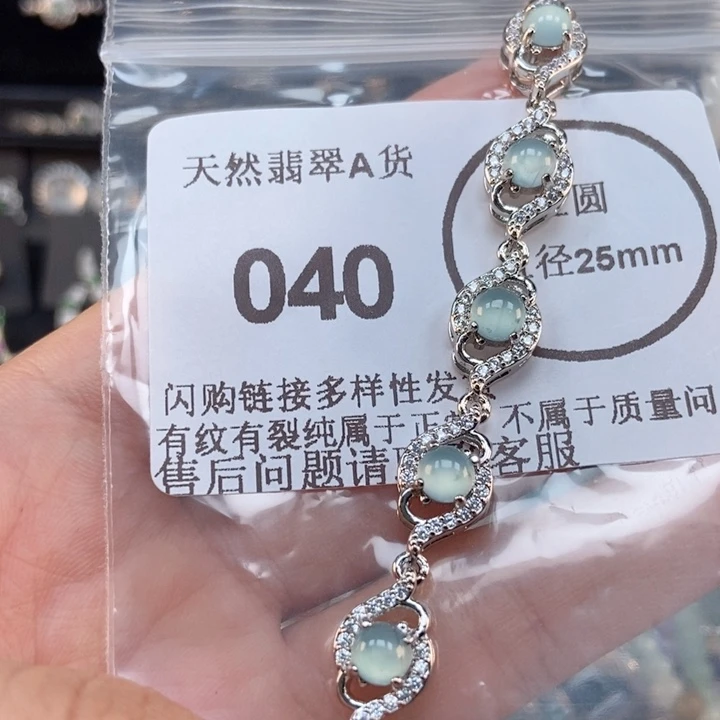 天然翡翠A货
040
圆
径25mm
闪购链接多样性发
有纹有裂纯属于正 不属于质量问
售后问题请 客服